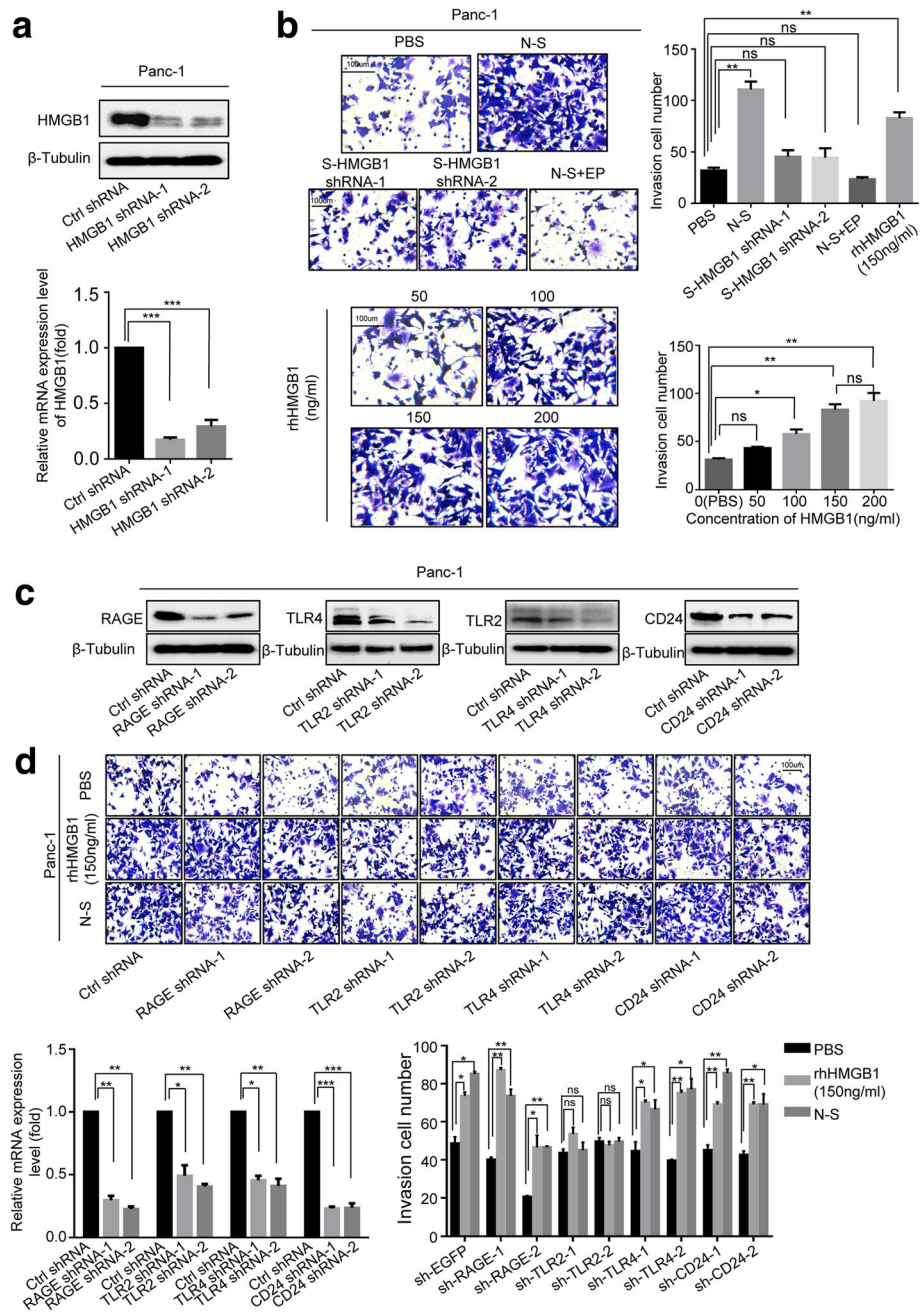 a
Panc-1
HMGB1
β-Tubulin
Ctrl shRNA
HMGB1 shRNA-1
HMGB1 shRNA-2
Relative mRNA expression level
of HMGB1(fold)
1.5
1.0
0.5
0.0
***
***
Ctrl shRNA
HMGB1 shRNA-1
HMGB1 shRNA-2
b
Panc-1
PBS
N-S
100um
S-HMGB1
shRNA-1
S-HMGB1
shRNA-2
N-S+EP
100um
rhHMGB1
(ng/ml)
50
100
100um
150
200
Invasion cell number
150
100
50
0
**
ns
ns
ns
**
PBS
N-S
S-HMGB1 shRNA-1
S-HMGB1 shRNA-2
N-S+EP
rhHMGB1
(150ng/ml)
Invasion cell number
150
100
50
0
**
**
*
ns
ns
0(PBS)
50
100
150
200
Concentration of HMGB1(ng/ml)
c
Panc-1
RAGE
β-Tubulin
Ctrl shRNA
RAGE shRNA-1
RAGE shRNA-2
TLR4
β-Tubulin
Ctrl shRNA
TLR2 shRNA-1
TLR2 shRNA-2
TLR2
β-Tubulin
Ctrl shRNA
TLR4 shRNA-1
TLR4 shRNA-2
CD24
β-Tubulin
Ctrl shRNA
CD24 shRNA-1
CD24 shRNA-2
d
Panc-1
PBS
rhHMGB1
(150ng/ml)
N-S
100um
Ctrl shRNA
RAGE shRNA-1
RAGE shRNA-2
TLR2 shRNA-1
TLR2 shRNA-2
TLR4 shRNA-1
TLR4 shRNA-2
CD24 shRNA-1
CD24 shRNA-2
Relative mRNA expression
level (fold)
1.5
1.0
0.5
0.0
**
**
**
*
**
*
***
***
Ctrl shRNA
RAGE shRNA-1
RAGE shRNA-2
Ctrl shRNA
TLR2 shRNA-1
TLR2 shRNA-2
Ctrl shRNA
TLR4 shRNA-1
TLR4 shRNA-2
Ctrl shRNA
CD24 shRNA-1
CD24 shRNA-2
Invasion cell number
100
80
60
40
20
0
*
*
**
**
**
*
ns
ns
ns
ns
*
*
*
**
**
**
*
**
sh-EGFP
sh-RAGE-1
sh-RAGE-2
sh-TLR2-1
sh-TLR2-2
sh-TLR4-1
sh-TLR4-2
sh-CD24-1
sh-CD24-2
PBS
rhHMGB1
(150ng/ml)
N-S